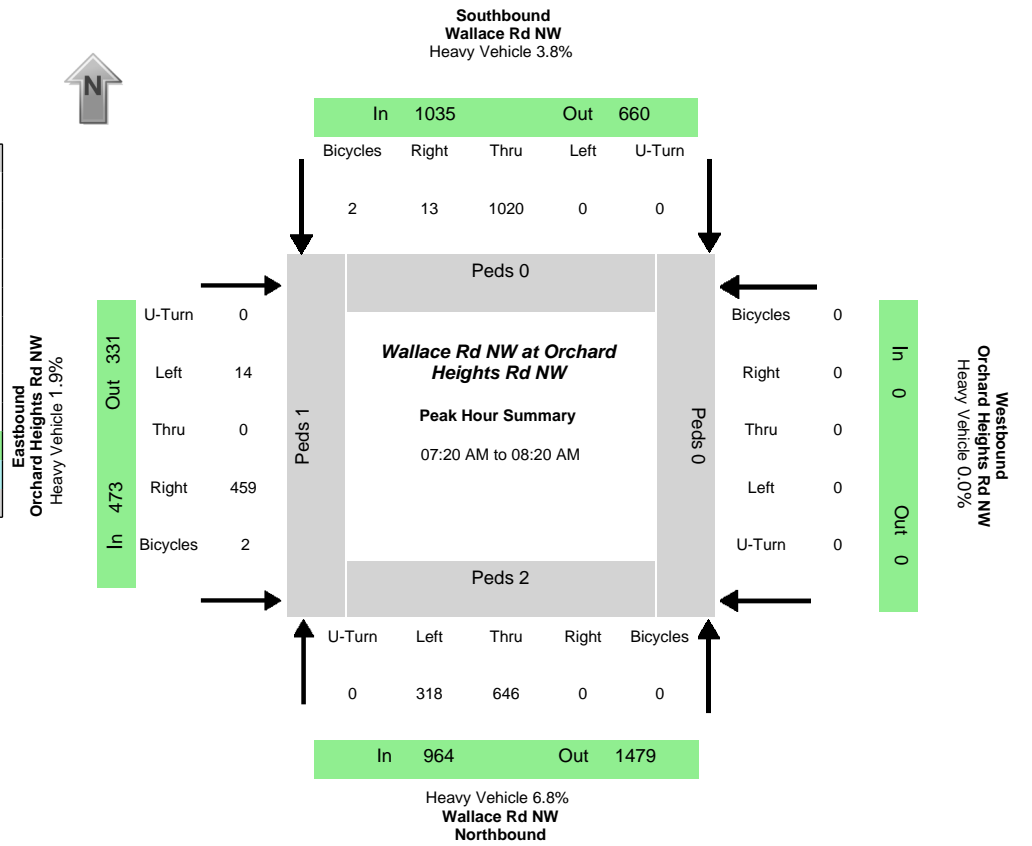 Southbound
Wallace Rd NW
Heavy Vehicle 3.8%
N
In 1035 Out 660
Bicycles Right Thru Left U-Turn
2 13 1020 0 0
Peds 0
Eastbound
Orchard Heights Rd NW
Heavy Vehicle 1.9%
In 473 Out 331
U-Turn 0
Left 14
Thru 0
Right 459
Bicycles 2
Peds 1
Wallace Rd NW at Orchard
Heights Rd NW
Peak Hour Summary
07:20 AM to 08:20 AM
Peds 0
Bicycles 0
Right 0
Thru 0
Left 0
U-Turn 0
In 0 Out 0
Westbound
Orchard Heights Rd NW
Heavy Vehicle 0.0%
Peds 2
U-Turn Left Thru Right Bicycles
0 318 646 0 0
In 964 Out 1479
Heavy Vehicle 6.8%
Wallace Rd NW
Northbound